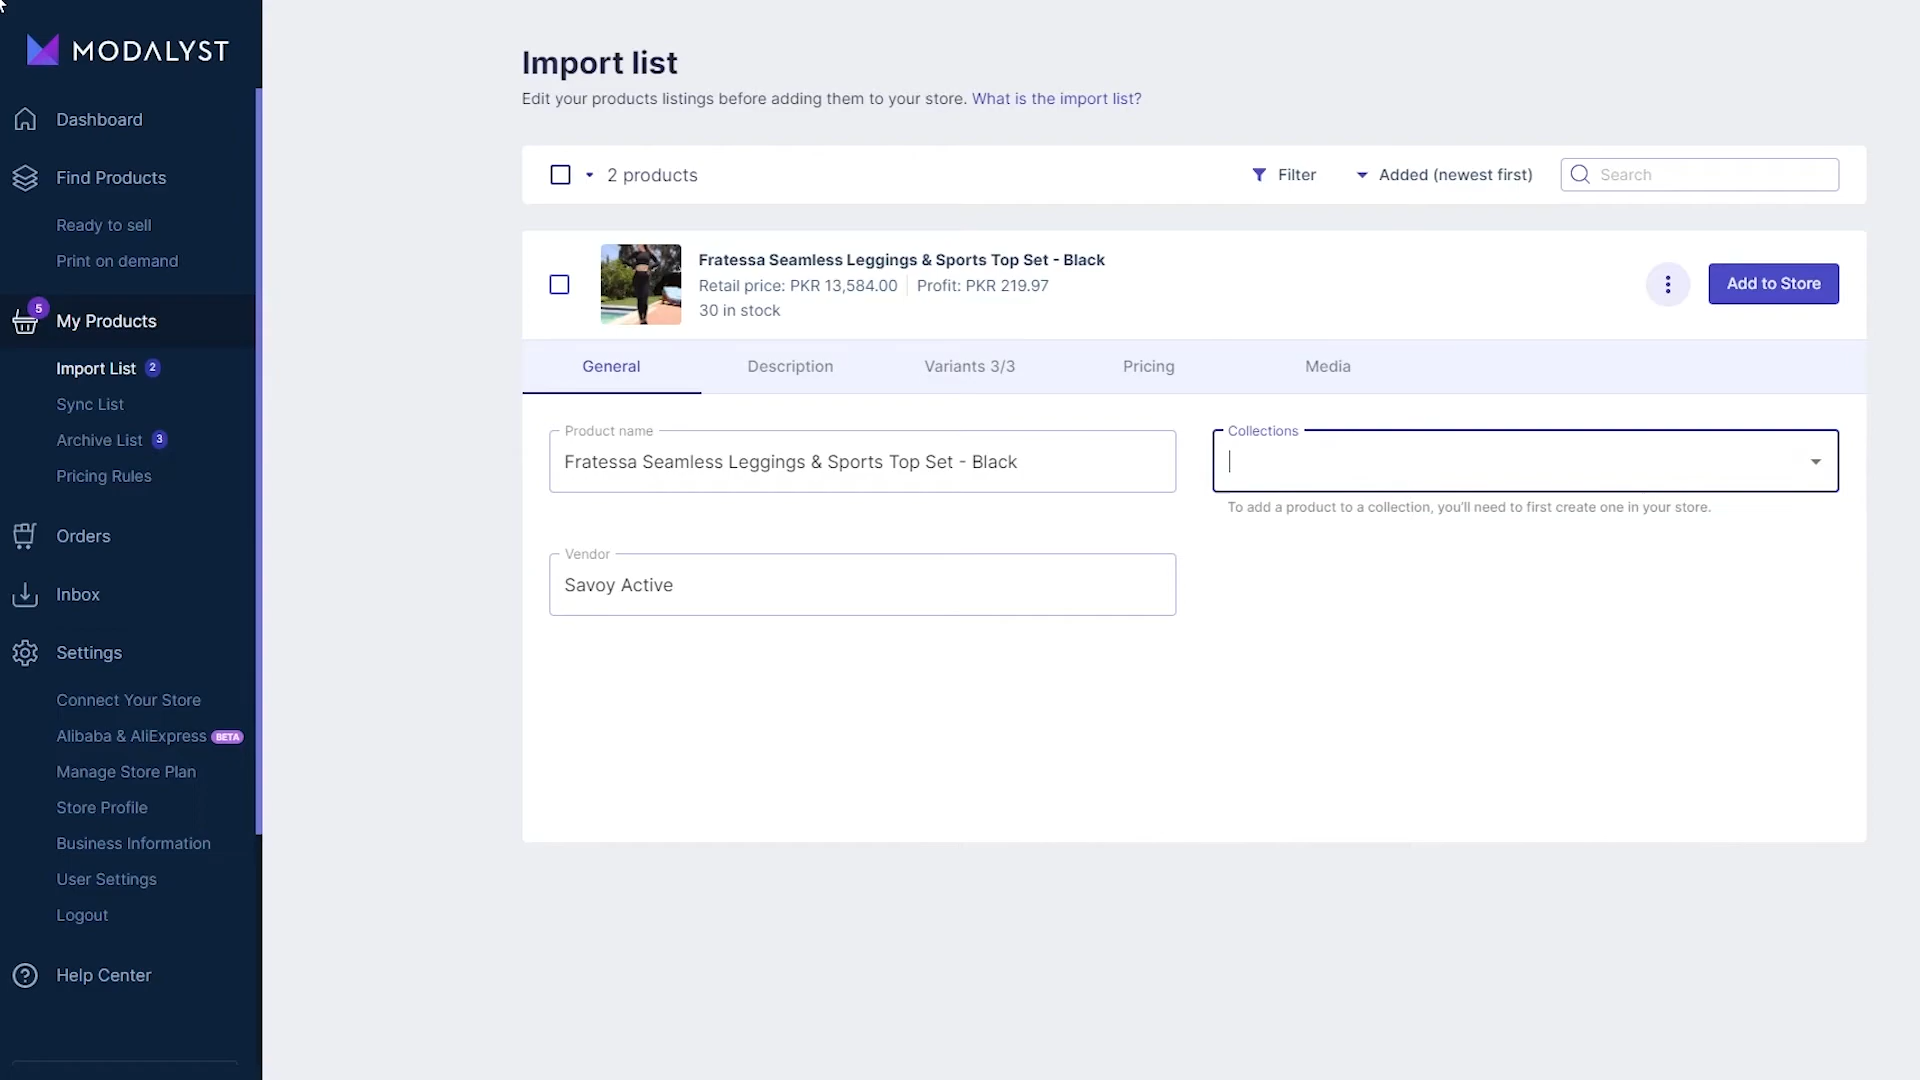 MODALYST
Dashboard
Find Products
Ready to sell
Print on demand
5
My Products
Import List 2
Sync List
Archive List 3
Pricing Rules
Orders
Inbox
Settings
Connect Your Store
Alibaba & AliExpress BETA
Manage Store Plan
Store Profile
Business Information
User Settings
Logout
Help Center
Import list
Edit your products listings before adding them to your store. What is the import list?
2 products
Filter
Added (newest first)
Search
Fratessa Seamless Leggings & Sports Top Set - Black
Retail price: PKR 13,584.00 Profit: PKR 219.97
30 in stock
Add to Store
General
Description
Variants 3/3
Pricing
Media
Product name
Fratessa Seamless Leggings & Sports Top Set - Black
Collections
To add a product to a collection, you'll need to first create one in your store.
Vendor
Savoy Active